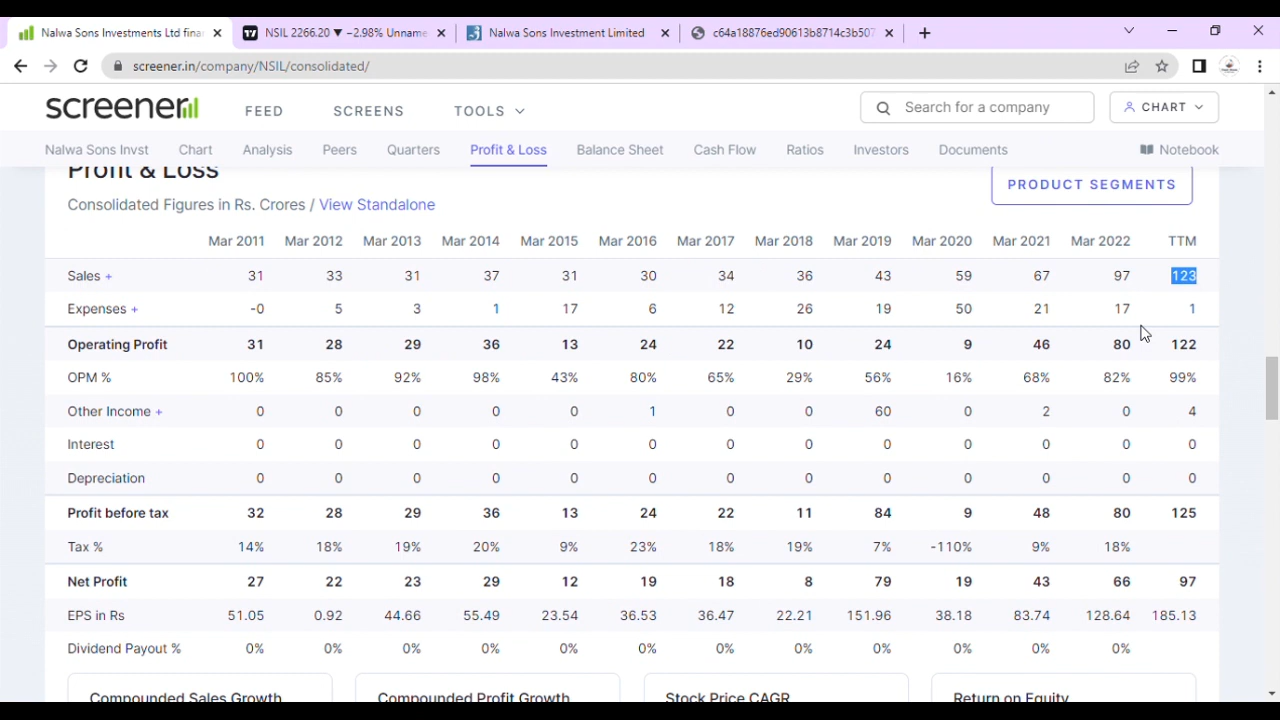 Nalwa Sons Investments Ltd finan
NSIL 2266.20 ▼ −2.98% Unname
Nalwa Sons Investment Limited
c64a18876ed90613b8714c3b507
screener.in/company/NSIL/consolidated/
screener FEED SCREENS TOOLS Search for a company CHART
Nalwa Sons Invst Chart Analysis Peers Quarters Profit & Loss Balance Sheet Cash Flow Ratios Investors Documents Notebook
Profit & Loss
PRODUCT SEGMENTS
Consolidated Figures in Rs. Crores / View Standalone
Mar 2011 Mar 2012 Mar 2013 Mar 2014 Mar 2015 Mar 2016 Mar 2017 Mar 2018 Mar 2019 Mar 2020 Mar 2021 Mar 2022 TTM
Sales + 31 33 31 37 31 30 34 36 43 59 67 97 123
Expenses + -0 5 3 1 17 6 12 26 19 50 21 17 1
Operating Profit 31 28 29 36 13 24 22 10 24 9 46 80 122
OPM % 100% 85% 92% 98% 43% 80% 65% 29% 56% 16% 68% 82% 99%
Other Income + 0 0 0 0 0 1 0 0 60 0 2 0 4
Interest 0 0 0 0 0 0 0 0 0 0 0 0 0
Depreciation 0 0 0 0 0 0 0 0 0 0 0 0 0
Profit before tax 32 28 29 36 13 24 22 11 84 9 48 80 125
Tax % 14% 18% 19% 20% 9% 23% 18% 19% 7% -110% 9% 18%
Net Profit 27 22 23 29 12 19 18 8 79 19 43 66 97
EPS in Rs 51.05 0.92 44.66 55.49 23.54 36.53 36.47 22.21 151.96 38.18 83.74 128.64 185.13
Dividend Payout % 0% 0% 0% 0% 0% 0% 0% 0% 0% 0% 0% 0%
Compounded Sales Growth Compounded Profit Growth Stock Price CAGR Return on Equity